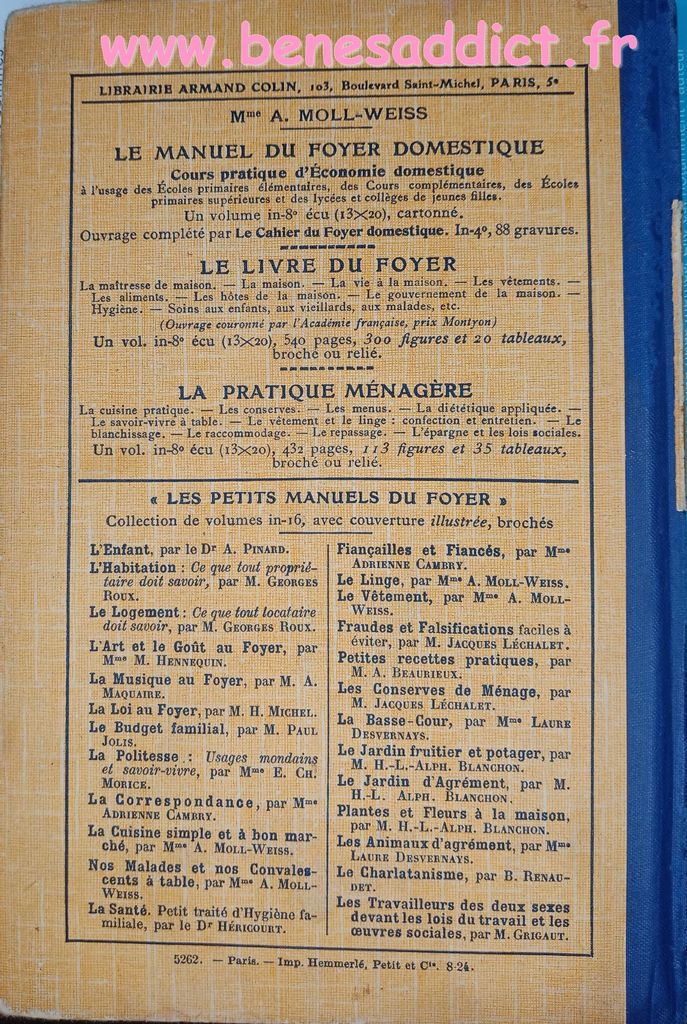 www.benesaddict.fr
LIBRAIRIE ARMAND COLIN, 103, Boulevard Saint-Michel, PARIS, 5e
Mme A. MOLL-WEISS
LE MANUEL DU FOYER DOMESTIQUE
Cours pratique d'Économie domestique
à l'usage des Écoles primaires élémentaires, des Cours complémentaires, des Écoles
primaires supérieures et des lycées et collèges de jeunes filles.
Un volume in-8º écu (13×20), cartonné.
Ouvrage complété par Le Cahier du Foyer domestique. In-4º, 88 gravures.
LE LIVRE DU FOYER
La maîtresse de maison. — La maison. — La vie à la maison. — Les vêtements. —
Les aliments. — Les hôtes de la maison. — Le gouvernement de la maison. —
Hygiène. — Soins aux enfants, aux vieillards, aux malades, etc.
(Ouvrage couronné par l'Académie française, prix Montyon)
Un vol. in-8º écu (13×20), 540 pages, 300 figures et 20 tableaux,
broché ou relié.
LA PRATIQUE MÉNAGÈRE
La cuisine pratique. — Les conserves. — Les menus. — La diététique appliquée. —
Le savoir-vivre à table. — Le vêtement et le linge : confection et entretien. — Le
blanchissage. — Le raccommodage. — Le repassage. — L'épargne et les lois sociales.
Un vol. in-8º écu (13×20), 432 pages, 113 figures et 35 tableaux,
broché ou relié.
« LES PETITS MANUELS DU FOYER »
Collection de volumes in-16, avec couverture illustrée, brochés
L'Enfant, par le Dr A. PINARD.
L'Habitation : Ce que tout proprié-
taire doit savoir, par M. GEORGES
ROUX.
Le Logement : Ce que tout locataire
doit savoir, par M. GEORGES ROUX.
L'Art et le Goût au Foyer, par
Mme M. HENNEQUIN.
La Musique au Foyer, par M. A.
MAQUAIRE.
La Loi au Foyer, par M. H. MICHEL.
Le Budget familial, par M. PAUL
JOLIS.
La Politesse : Usages mondains
et savoir-vivre, par Mme E. CH.
MORICE.
La Correspondance, par Mme
ADRIENNE CAMBRY.
La Cuisine simple et à bon mar-
ché, par Mme A. MOLL-WEISS.
Nos Malades et nos Convales-
cents à table, par Mme A. MOLL-
WEISS.
La Santé. Petit traité d'Hygiène fa-
miliale, par le Dr HÉRICOURT.
Fiançailles et Fiancés, par Mme
ADRIENNE CAMBRY.
Le Linge, par Mme A. MOLL-WEISS.
Le Vêtement, par Mme A. MOLL-
WEISS.
Fraudes et Falsifications faciles à
éviter, par M. JACQUES LÉCHALET.
Petites recettes pratiques, par
M. A. BEAURIEUX.
Les Conserves de Ménage, par
M. JACQUES LÉCHALET.
La Basse-Cour, par Mme LAURE
DESVERNAYS.
Le Jardin fruitier et potager, par
M. H.-L.-ALPH. BLANCHON.
Le Jardin d'Agrément, par M.
H.-L. ALPH. BLANCHON.
Plantes et Fleurs à la maison,
par M. H.-L.-ALPH. BLANCHON.
Les Animaux d'agrément, par Mme
LAURE DESVERNAYS.
Le Charlatanisme, par B. RENAU-
DET.
Les Travailleurs des deux sexes
devant les lois du travail et les
œuvres sociales, par M. GRIGAUT.
5262. — Paris. — Imp. Hemmerlé, Petit et Cie. 8-24.